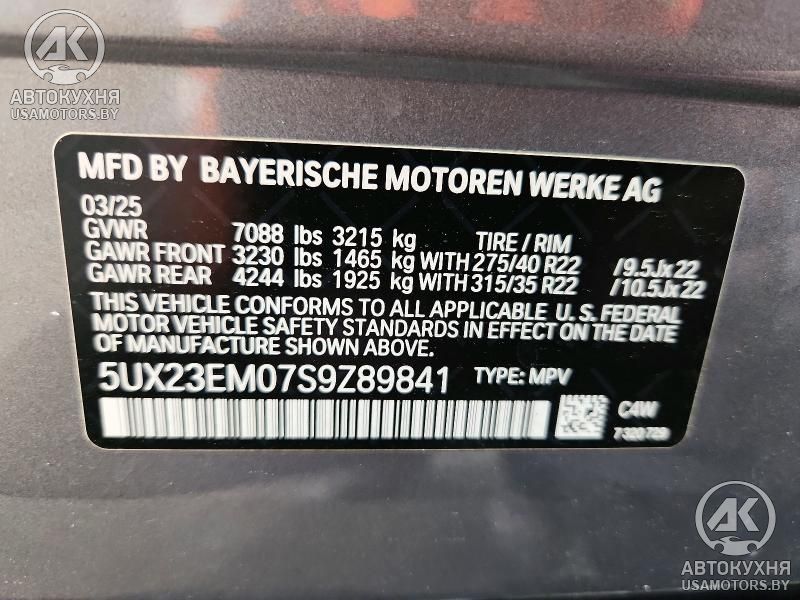 AK
АВТОКУХНЯ
USAMOTORS.BY
MFD BY BAYERISCHE MOTOREN WERKE AG
03/25
GVWR 7088 lbs 3215 kg TIRE / RIM
GAWR FRONT 3230 lbs 1465 kg WITH 275/40 R22 /9.5Jx22
GAWR REAR 4244 lbs 1925 kg WITH 315/35 R22 /10.5Jx22
THIS VEHICLE CONFORMS TO ALL APPLICABLE U. S. FEDERAL
MOTOR VEHICLE SAFETY STANDARDS IN EFFECT ON THE DATE
OF MANUFACTURE SHOWN ABOVE.
5UX23EM07S9Z89841 TYPE: MPV
C4W
7320729
AK
АВТОКУХНЯ
USAMOTORS.BY